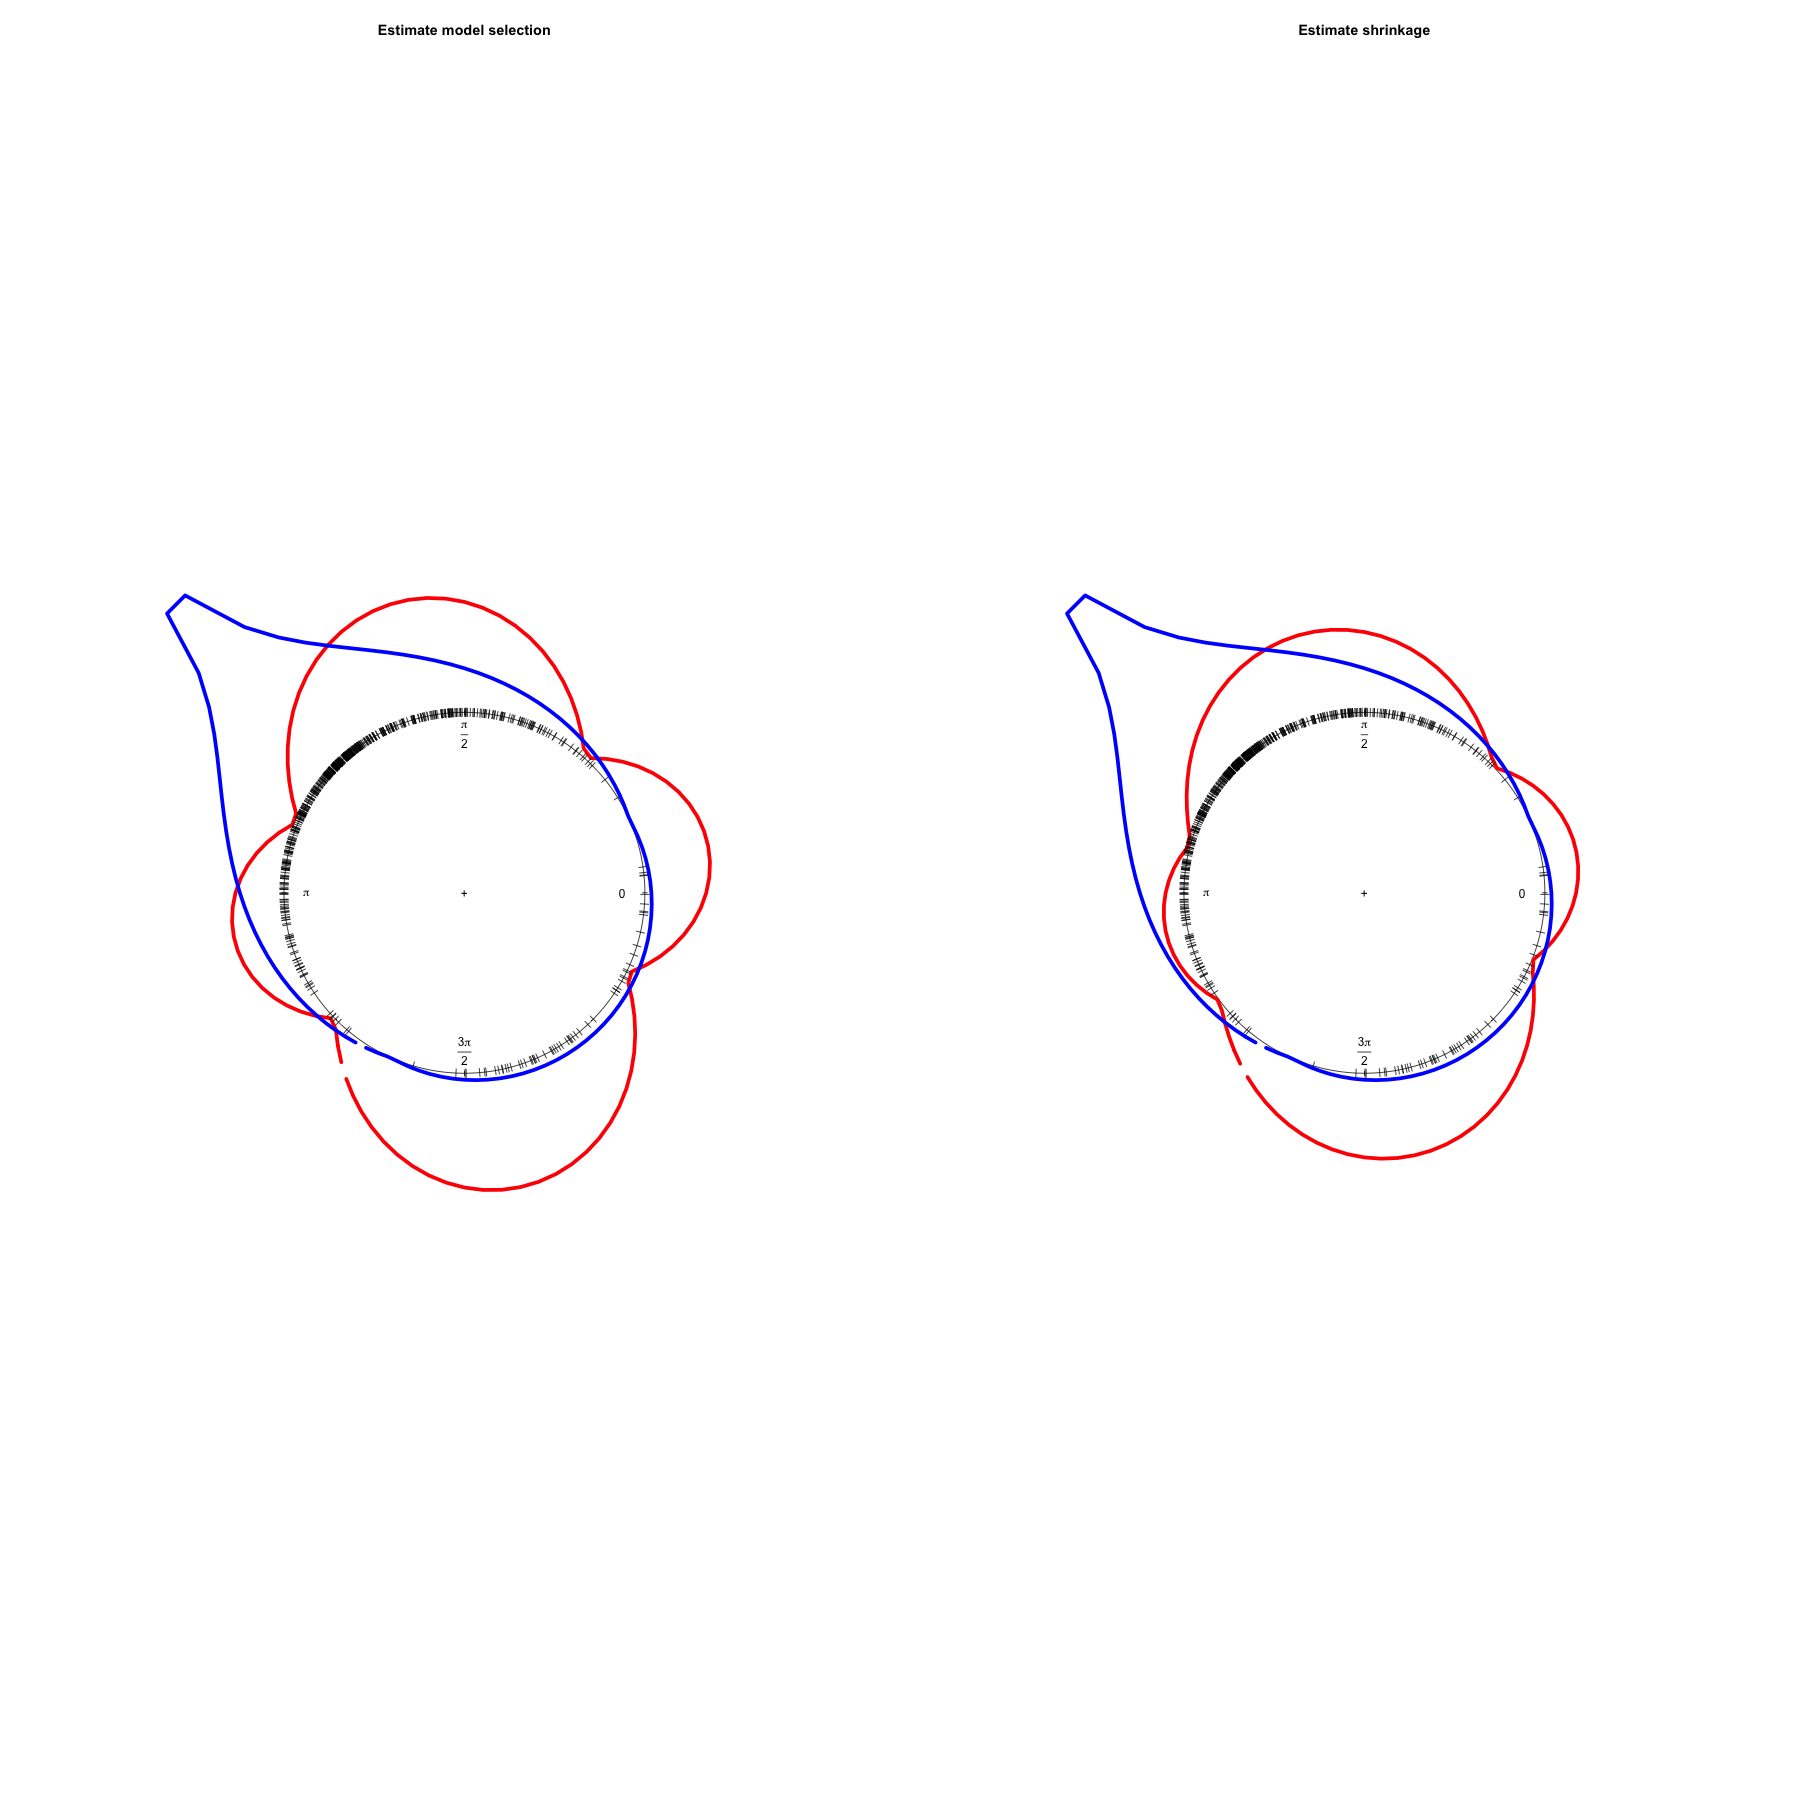 Estimate model selection
Estimate shrinkage
π
2
π
+
0
3π
2
π
2
π
+
0
3π
2